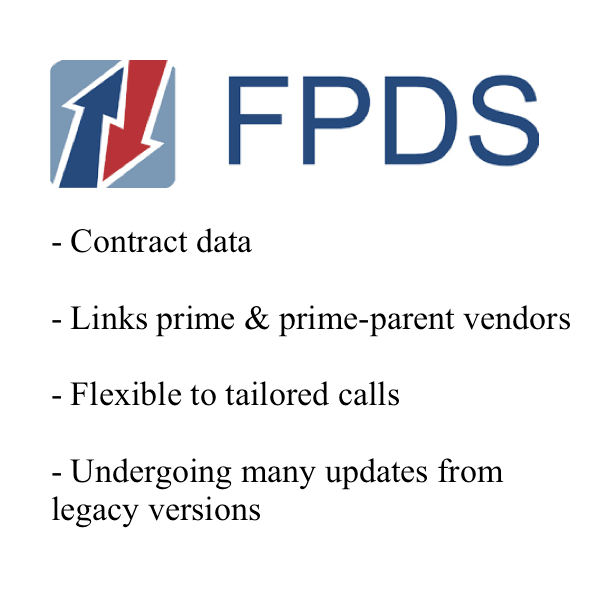 FPDS
- Contract data
- Links prime & prime-parent vendors
- Flexible to tailored calls
- Undergoing many updates from
legacy versions